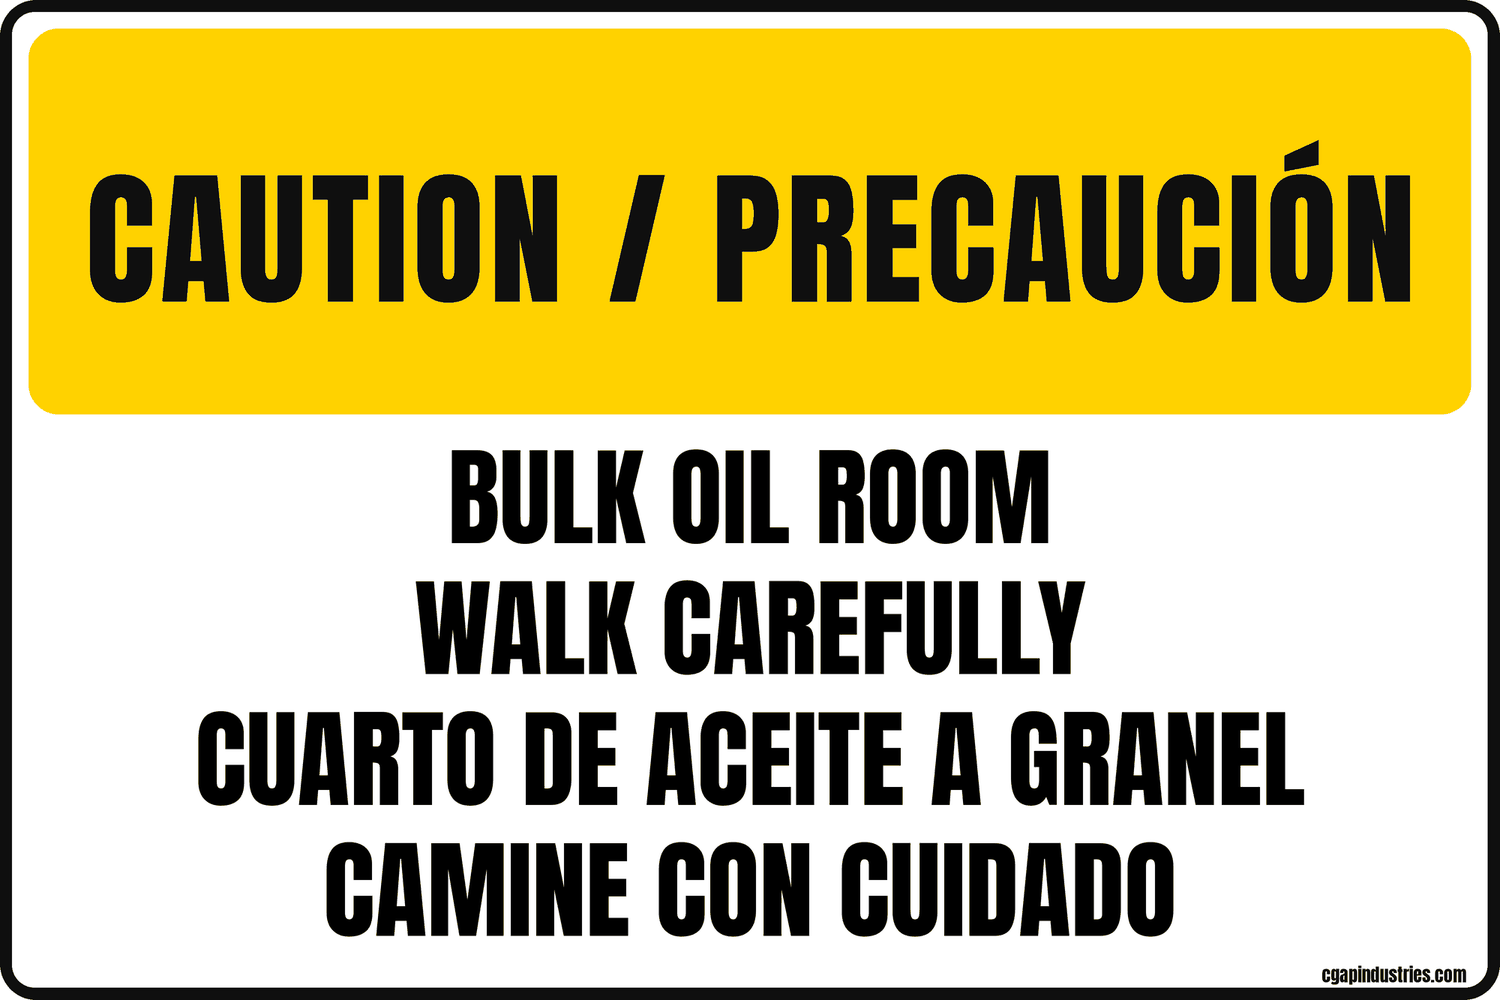 CAUTION / PRECAUCIÓN
BULK OIL ROOM
WALK CAREFULLY
CUARTO DE ACEITE A GRANEL
CAMINE CON CUIDADO
cgapindustries.com